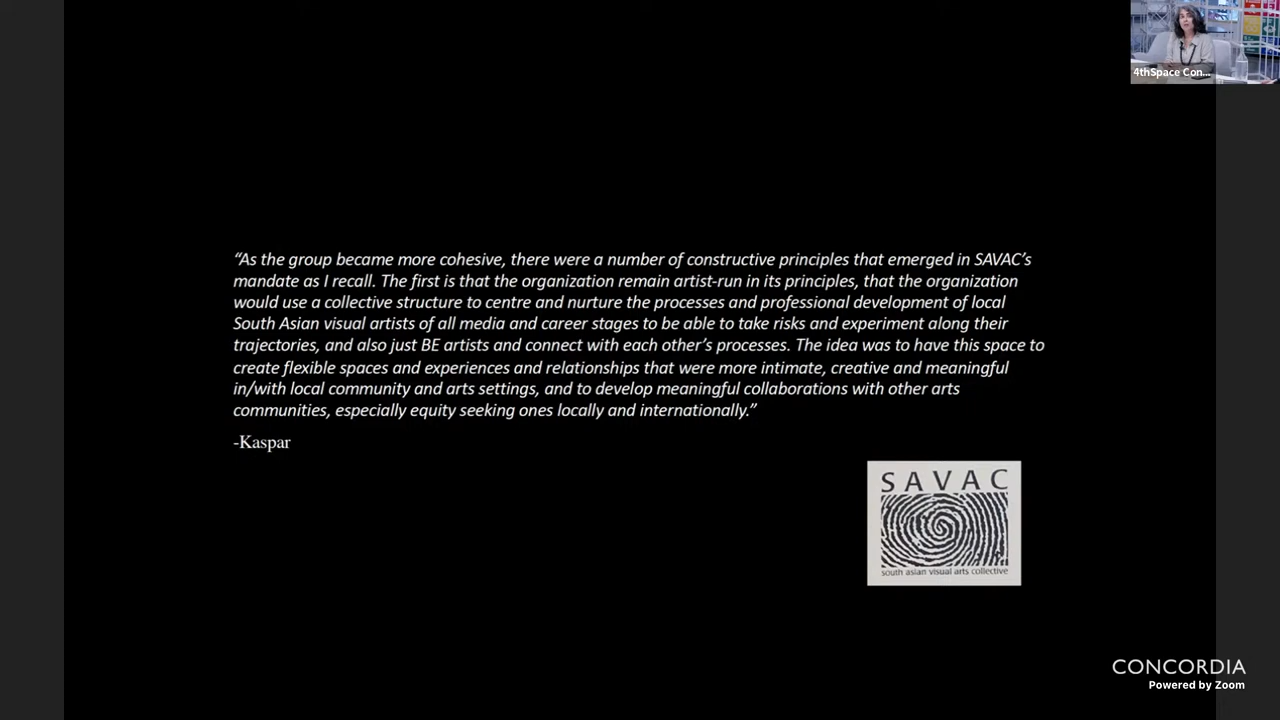 4thSpace Con...
“As the group became more cohesive, there were a number of constructive principles that emerged in SAVAC’s
mandate as I recall. The first is that the organization remain artist-run in its principles, that the organization
would use a collective structure to centre and nurture the processes and professional development of local
South Asian visual artists of all media and career stages to be able to take risks and experiment along their
trajectories, and also just BE artists and connect with each other’s processes. The idea was to have this space to
create flexible spaces and experiences and relationships that were more intimate, creative and meaningful
in/with local community and arts settings, and to develop meaningful collaborations with other arts
communities, especially equity seeking ones locally and internationally.”
-Kaspar
SAVAC
south asian visual arts collective
CONCORDIA
Powered by Zoom